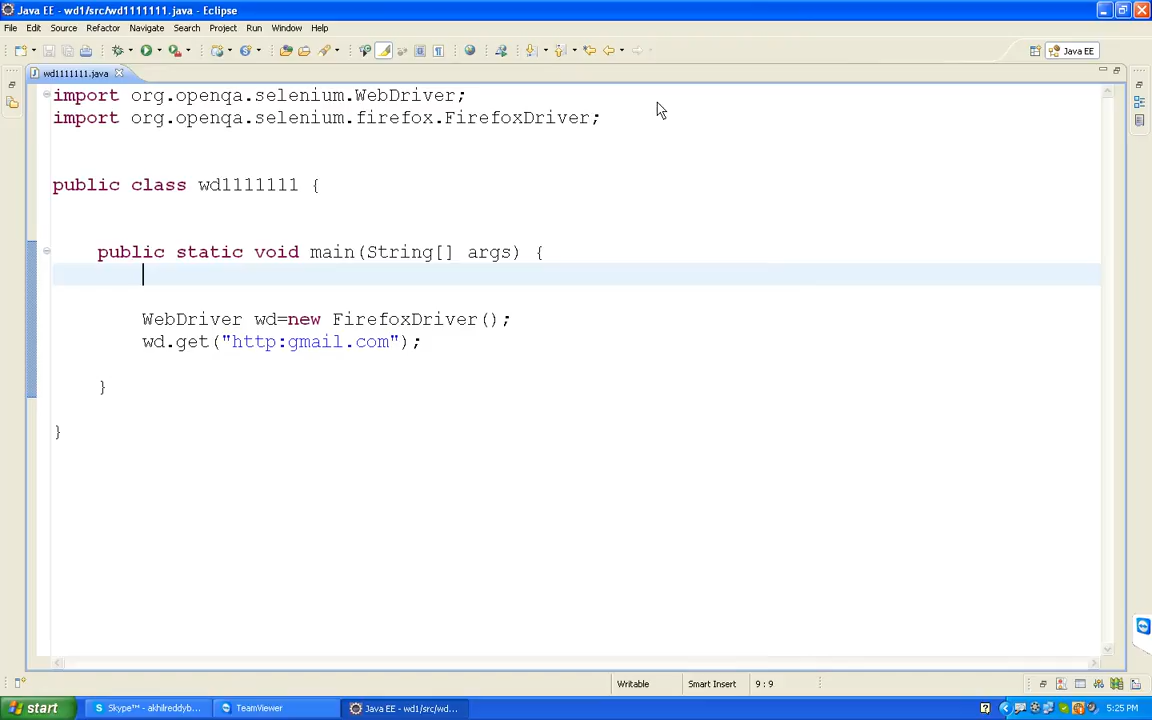 Java EE - wd1/src/wd1111111.java - Eclipse
File Edit Source Refactor Navigate Search Project Run Window Help
Java EE
wd1111111.java
import org.openqa.selenium.WebDriver;
import org.openqa.selenium.firefox.FirefoxDriver;
public class wd1111111 {
public static void main(String[] args) {
WebDriver wd=new FirefoxDriver();
wd.get("http:gmail.com");
}
}
Writable Smart Insert 9 : 9
start Skype™ - akhilreddyb... TeamViewer Java EE - wd1/src/wd... 5:25 PM